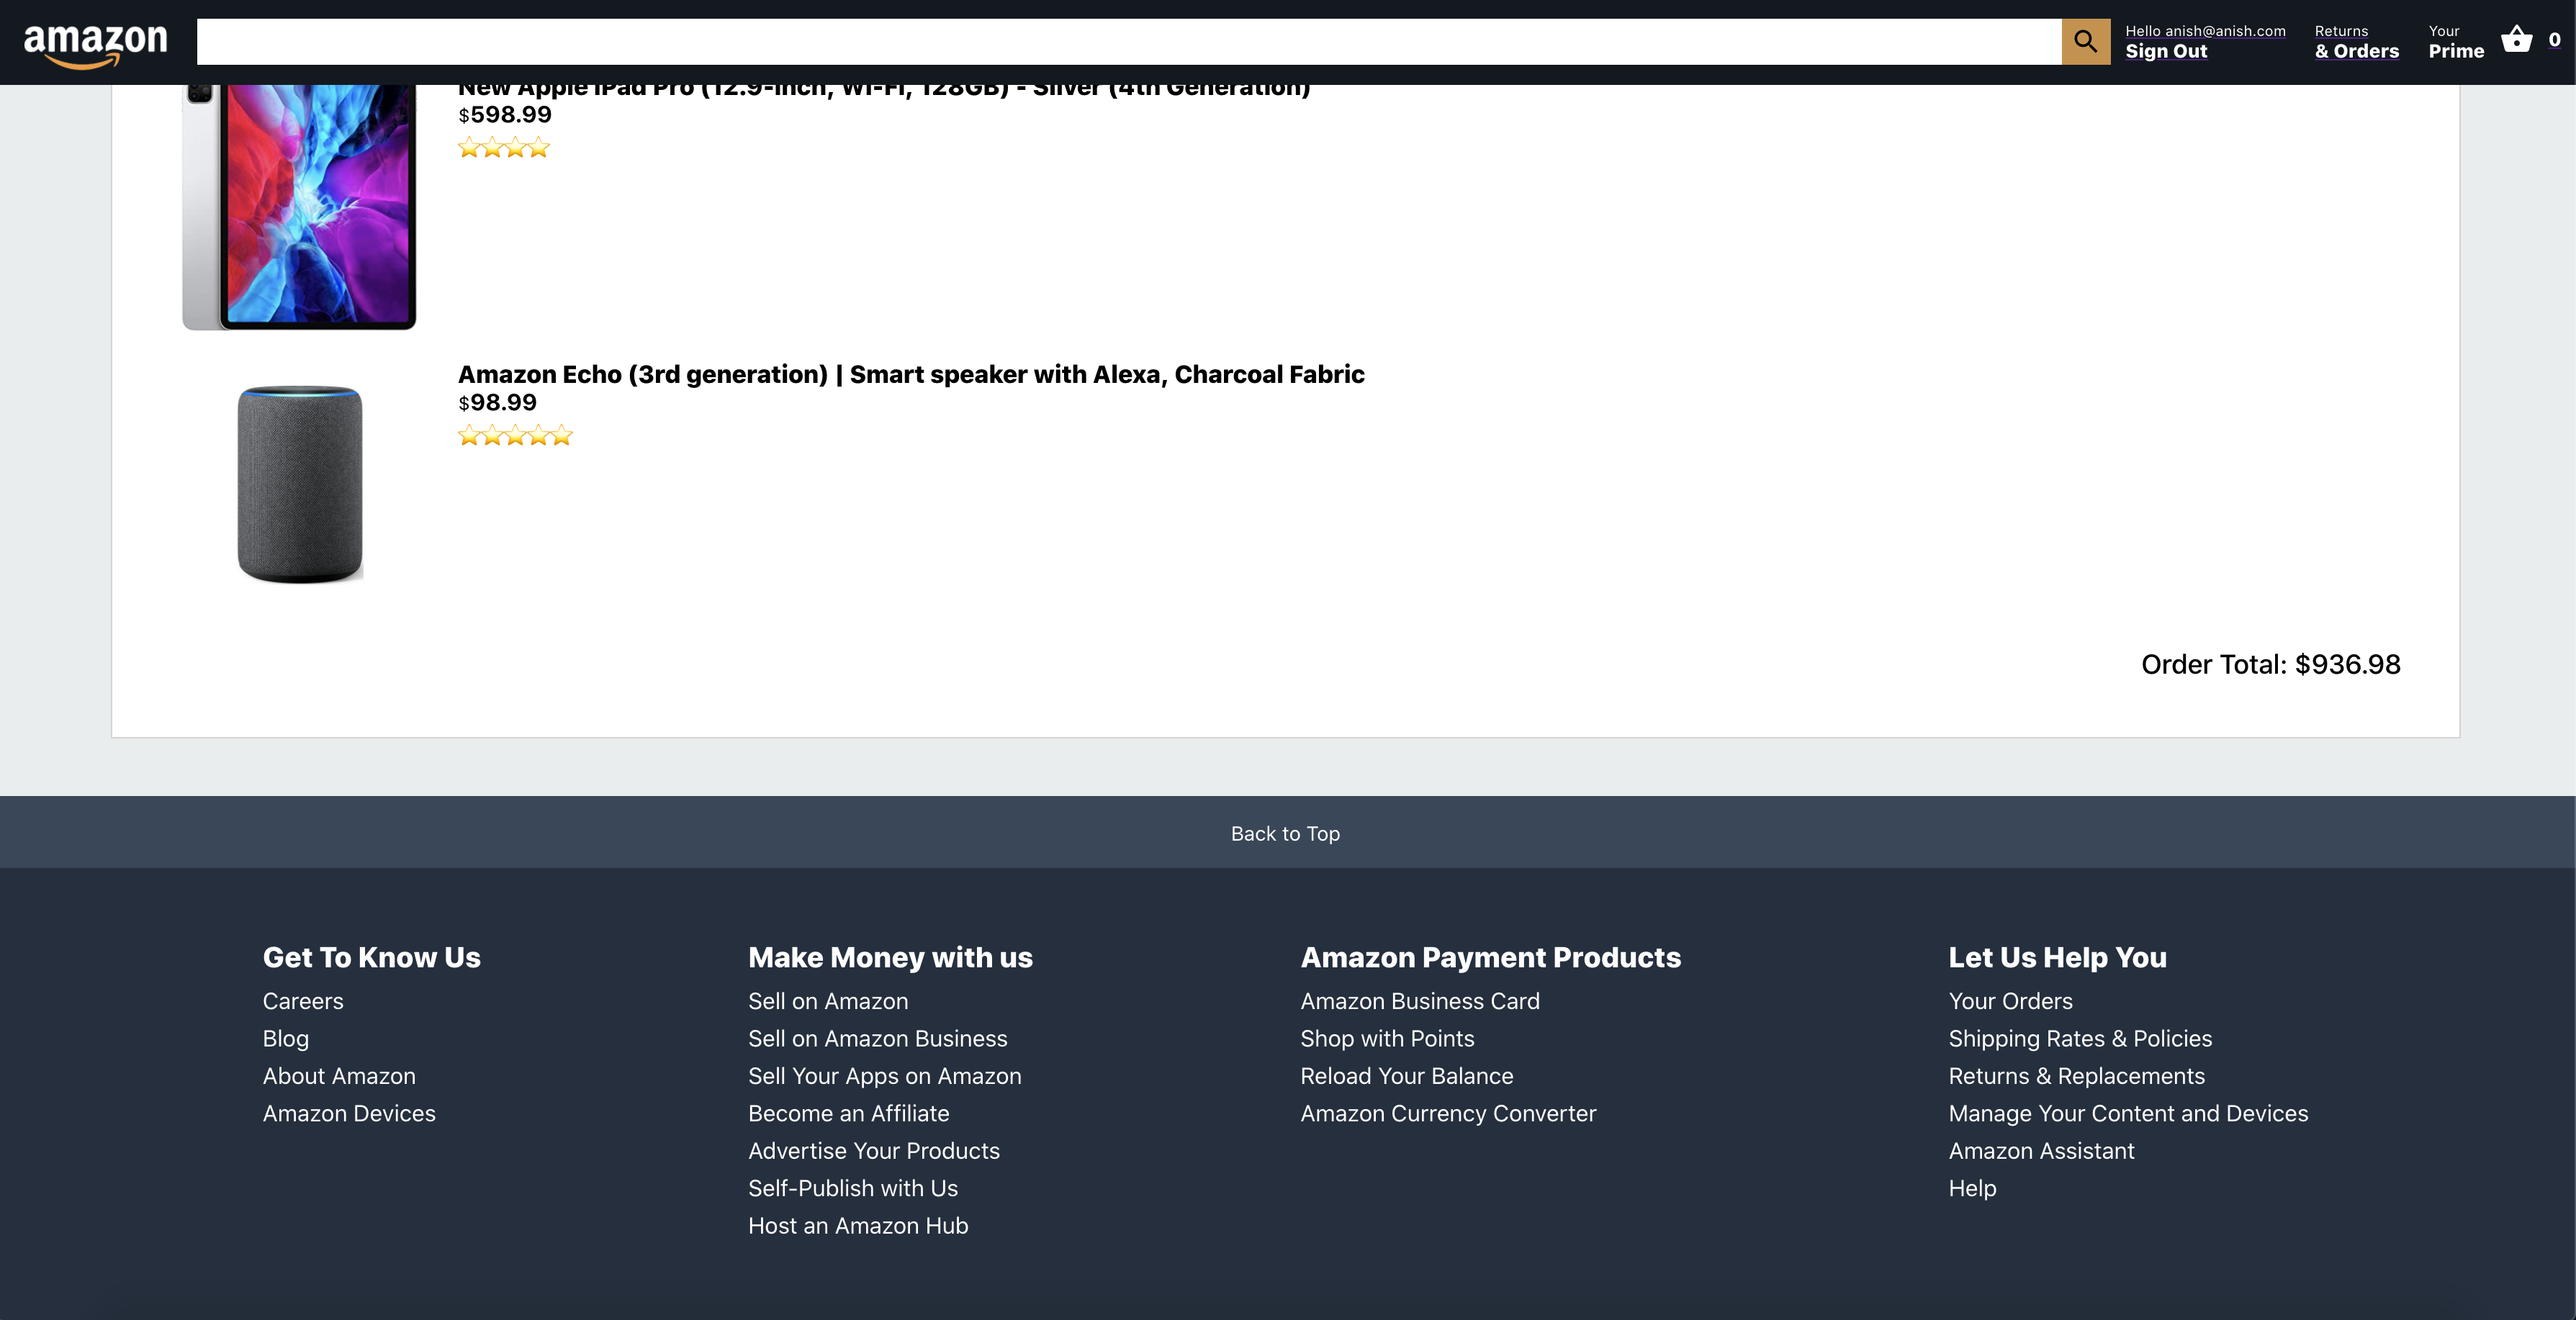 amazon
Hello anish@anish.com
Sign Out
Returns
& Orders
Your
Prime
0
New Apple iPad Pro (12.9-inch, Wi-Fi, 128GB) - Silver (4th Generation)
$598.99
Amazon Echo (3rd generation) | Smart speaker with Alexa, Charcoal Fabric
$98.99
Order Total: $936.98
Back to Top
Get To Know Us
Careers
Blog
About Amazon
Amazon Devices
Make Money with us
Sell on Amazon
Sell on Amazon Business
Sell Your Apps on Amazon
Become an Affiliate
Advertise Your Products
Self-Publish with Us
Host an Amazon Hub
Amazon Payment Products
Amazon Business Card
Shop with Points
Reload Your Balance
Amazon Currency Converter
Let Us Help You
Your Orders
Shipping Rates & Policies
Returns & Replacements
Manage Your Content and Devices
Amazon Assistant
Help